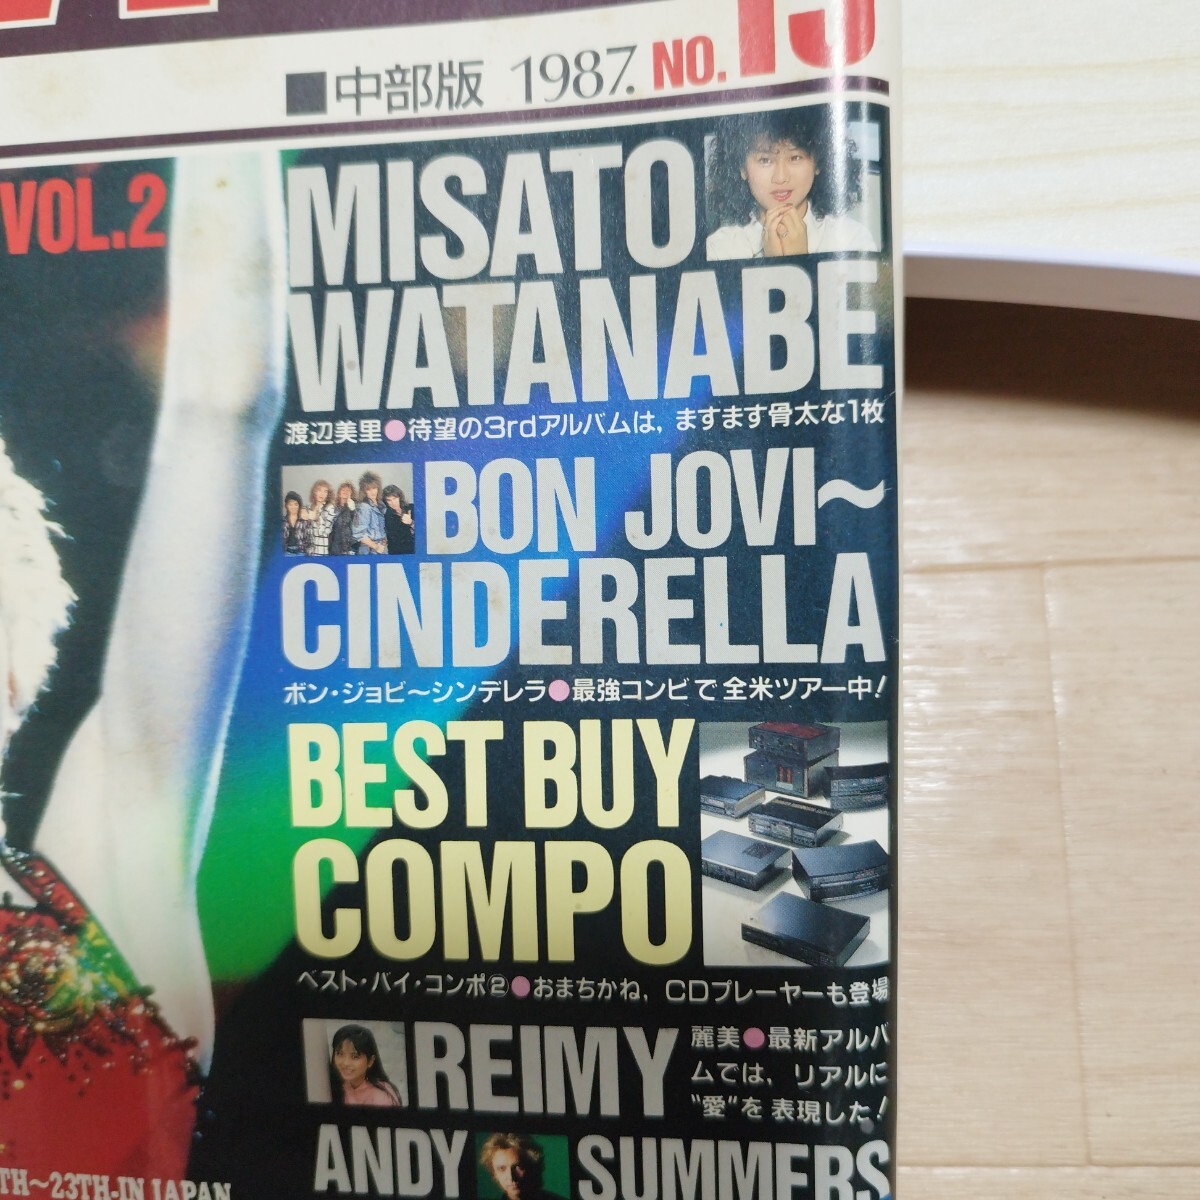 ■中部版 1987. NO.15
VOL.2
MISATO
WATANABE
渡辺美里●待望の3rdアルバムは，ますます骨太な1枚
BON JOVI～
CINDERELLA
ボン・ジョビ～シンデレラ●最強コンビで全米ツアー中！
BEST BUY
COMPO
ベスト・バイ・コンポ②●おまちかね，CDプレーヤーも登場
REIMY
麗美●最新アルバ
ムでは，リアルに
"愛"を表現した！
ANDY SUMMERS
TH～23TH-IN JAPAN